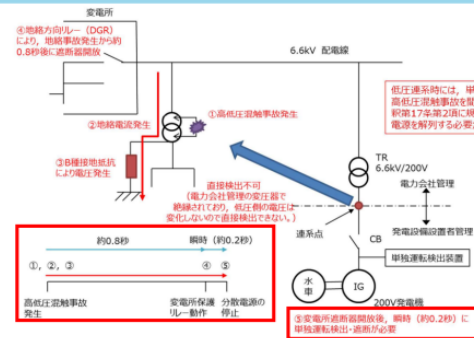 変電所
④地絡方向リレー（DGR）
により、地絡事故発生から約
0.8秒後に遮断器開放
6.6kV 配電線
①高低圧混触事故発生
②地絡電流発生
③B種接地抵抗
により電圧発生
低圧連系時には、単
高低圧混触事故を間
釈第17条第2項に規
電源を解列する必要
TR
6.6kV/200V
直接検出不可
(電力会社管理の変圧器で
絶縁されており、低圧側の電圧は
変化しないので直接検出できない。)
電力会社管理
連系点
発電設備設置者管理
CB
単独運転検出装置
水
車
IG
200V発電機
約0.8秒
瞬時（約0.2秒）
①, ②, ③
④
⑤
高低圧混触事故
発生
変電所保護
リレー動作
分散電源の
停止
⑤変電所遮断器開放後、瞬時（約0.2秒）に
単独運転検出・遮断が必要